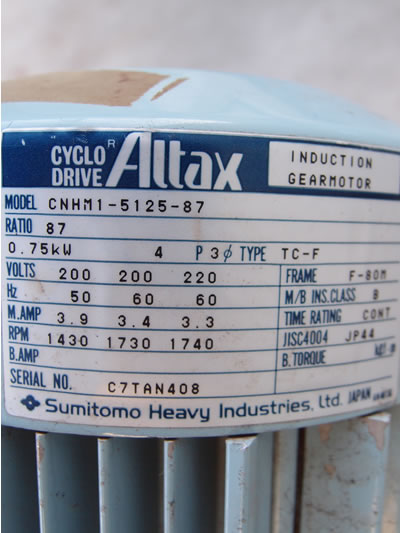 CYCLO DRIVE Altax R
INDUCTION GEARMOTOR
MODEL CNHM1-5125-87
RATIO 87
0.75kW 4 P 3φ TYPE TC-F
VOLTS 200 200 220 FRAME F-80M
Hz 50 60 60 M/B INS.CLASS B
M.AMP 3.9 3.4 3.3 TIME RATING CONT
RPM 1430 1730 1740 JISC4004 JP44
B.AMP B.TORQUE
SERIAL NO. C7TAN408
Sumitomo Heavy Industries, Ltd. JAPAN